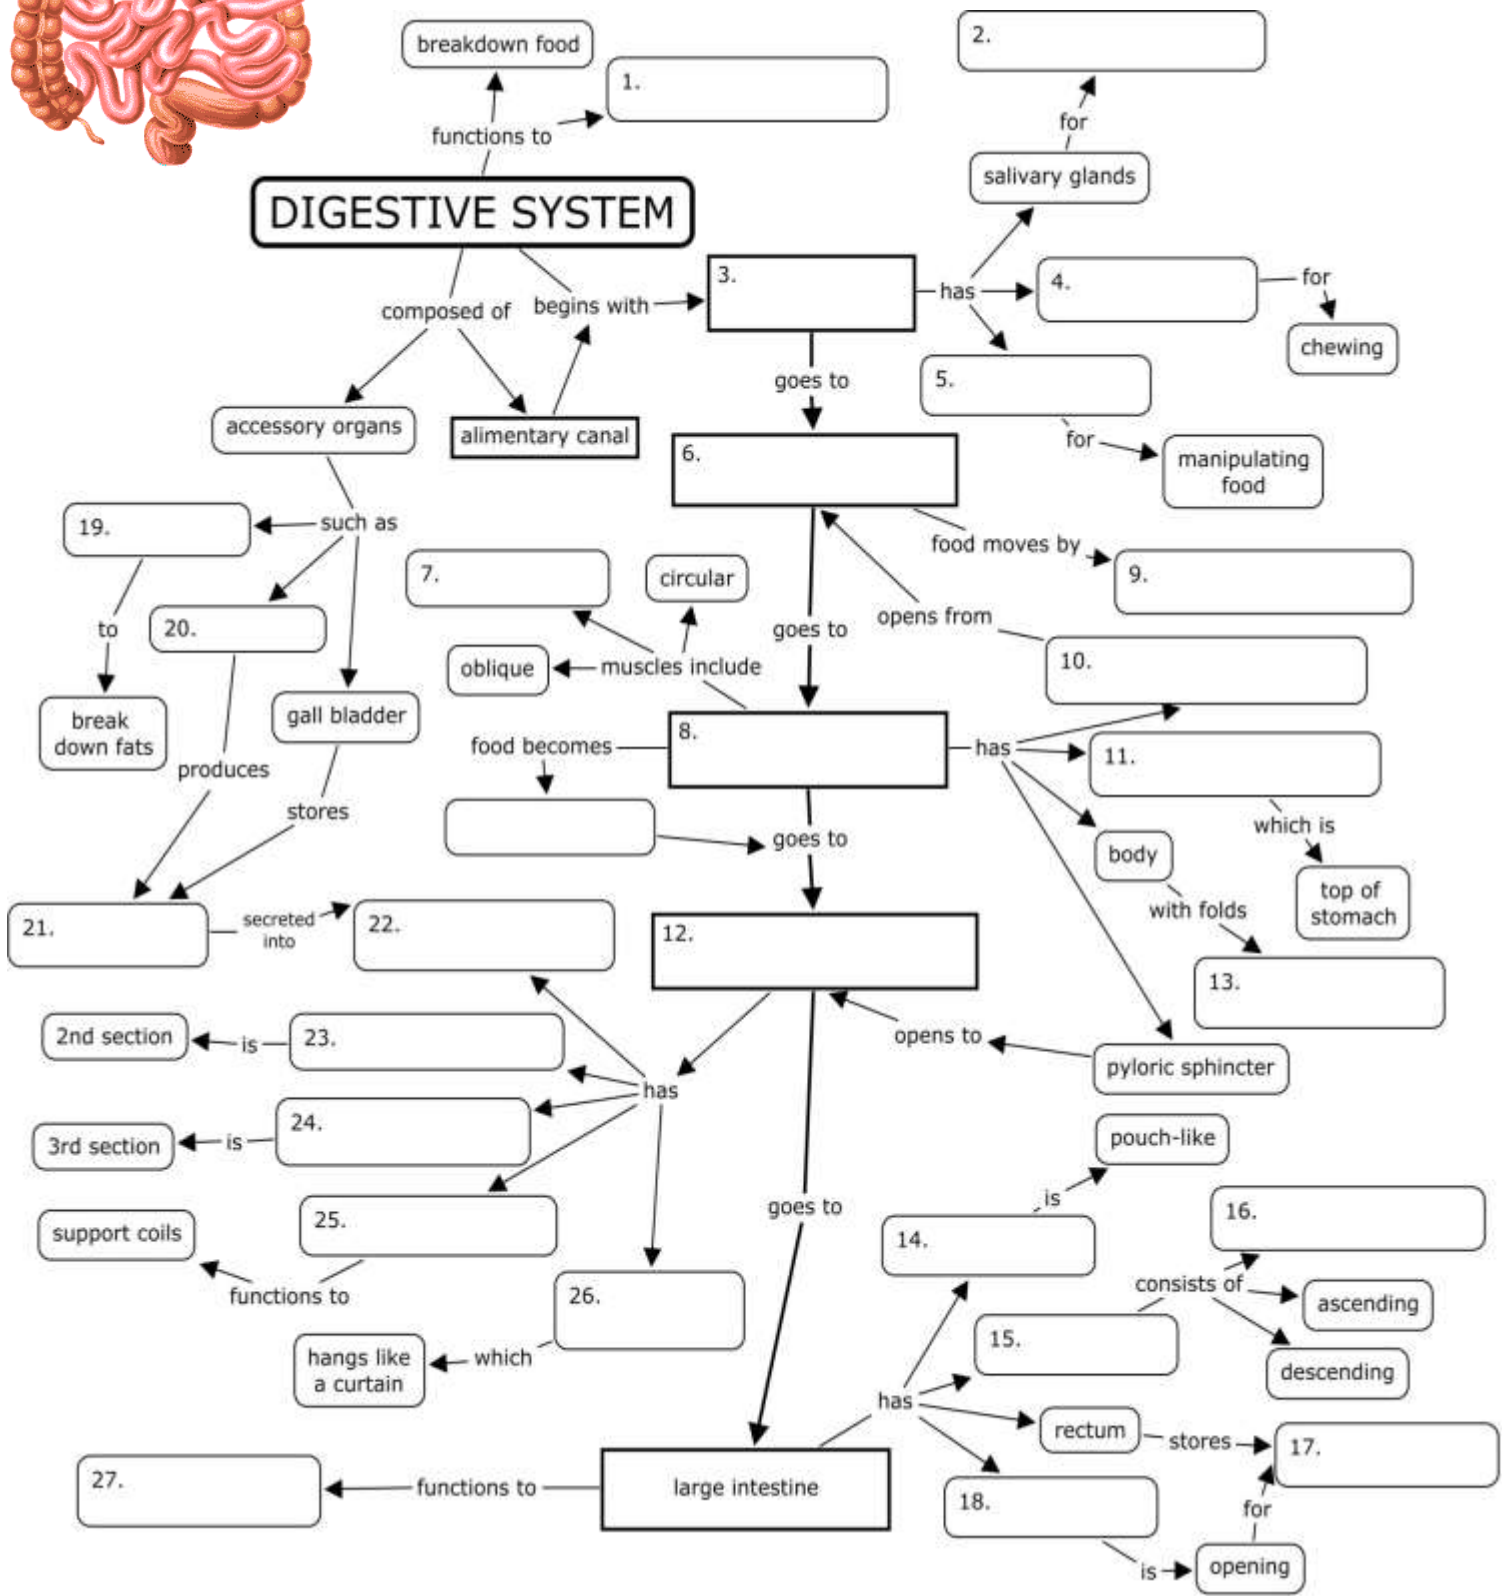 breakdown food
1.
2.
functions to
for
salivary glands
DIGESTIVE SYSTEM
3.
has
4.
for
chewing
composed of
begins with
goes to
5.
for
manipulating
food
accessory organs
alimentary canal
6.
such as
19.
food moves by
9.
7.
circular
opens from
to
20.
goes to
10.
oblique
muscles include
break
down fats
gall bladder
food becomes
8.
has
11.
produces
stores
goes to
which is
body
top of
stomach
with folds
21.
secreted
into
22.
12.
13.
2nd section
is
23.
opens to
pyloric sphincter
has
24.
3rd section
is
pouch-like
support coils
25.
goes to
is
14.
16.
functions to
26.
consists of
ascending
hangs like
a curtain
which
15.
descending
has
rectum
stores
17.
27.
functions to
large intestine
18.
for
is
opening